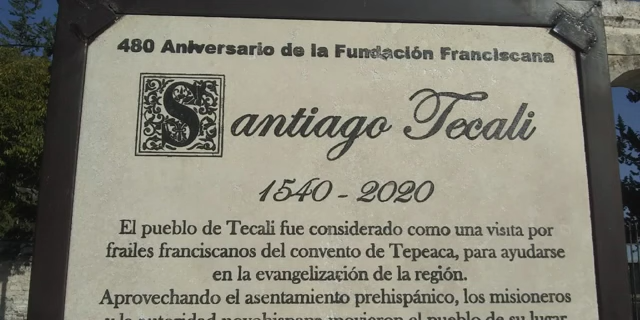 480 Aniversario de la Fundación Franciscana
Santiago Tecali
1540 - 2020
El pueblo de Tecali fue considerado como una visita por
frailes franciscanos del convento de Tepeaca, para ayudarse
en la evangelización de la región.
Aprovechando el asentamiento prehispánico, los misioneros
y la autoridad novohispana movieron el pueblo de su lugar